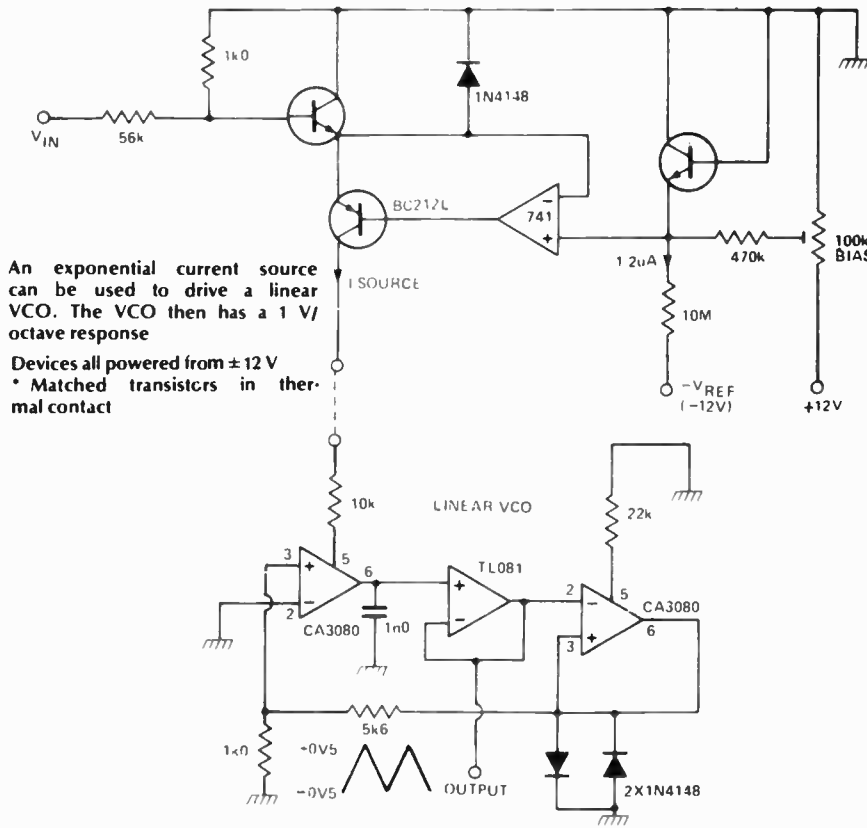 1k0
1N4148
VIN
56k
BC212L
741
-
+
1.2uA
470k
100k
BIAS
An exponential current source
can be used to drive a linear
VCO. The VCO then has a 1 V/
octave response
I SOURCE
10M
Devices all powered from ± 12 V
* Matched transistors in ther-
mal contact
-VREF
(-12V)
+12V
10k
LINEAR VCO
22k
3
+
5
6
-
2
CA3080
1n0
TL081
+
-
2
-
5
CA3080
6
+
3
5k6
1k0
+0V5
-0V5
OUTPUT
2X1N4148